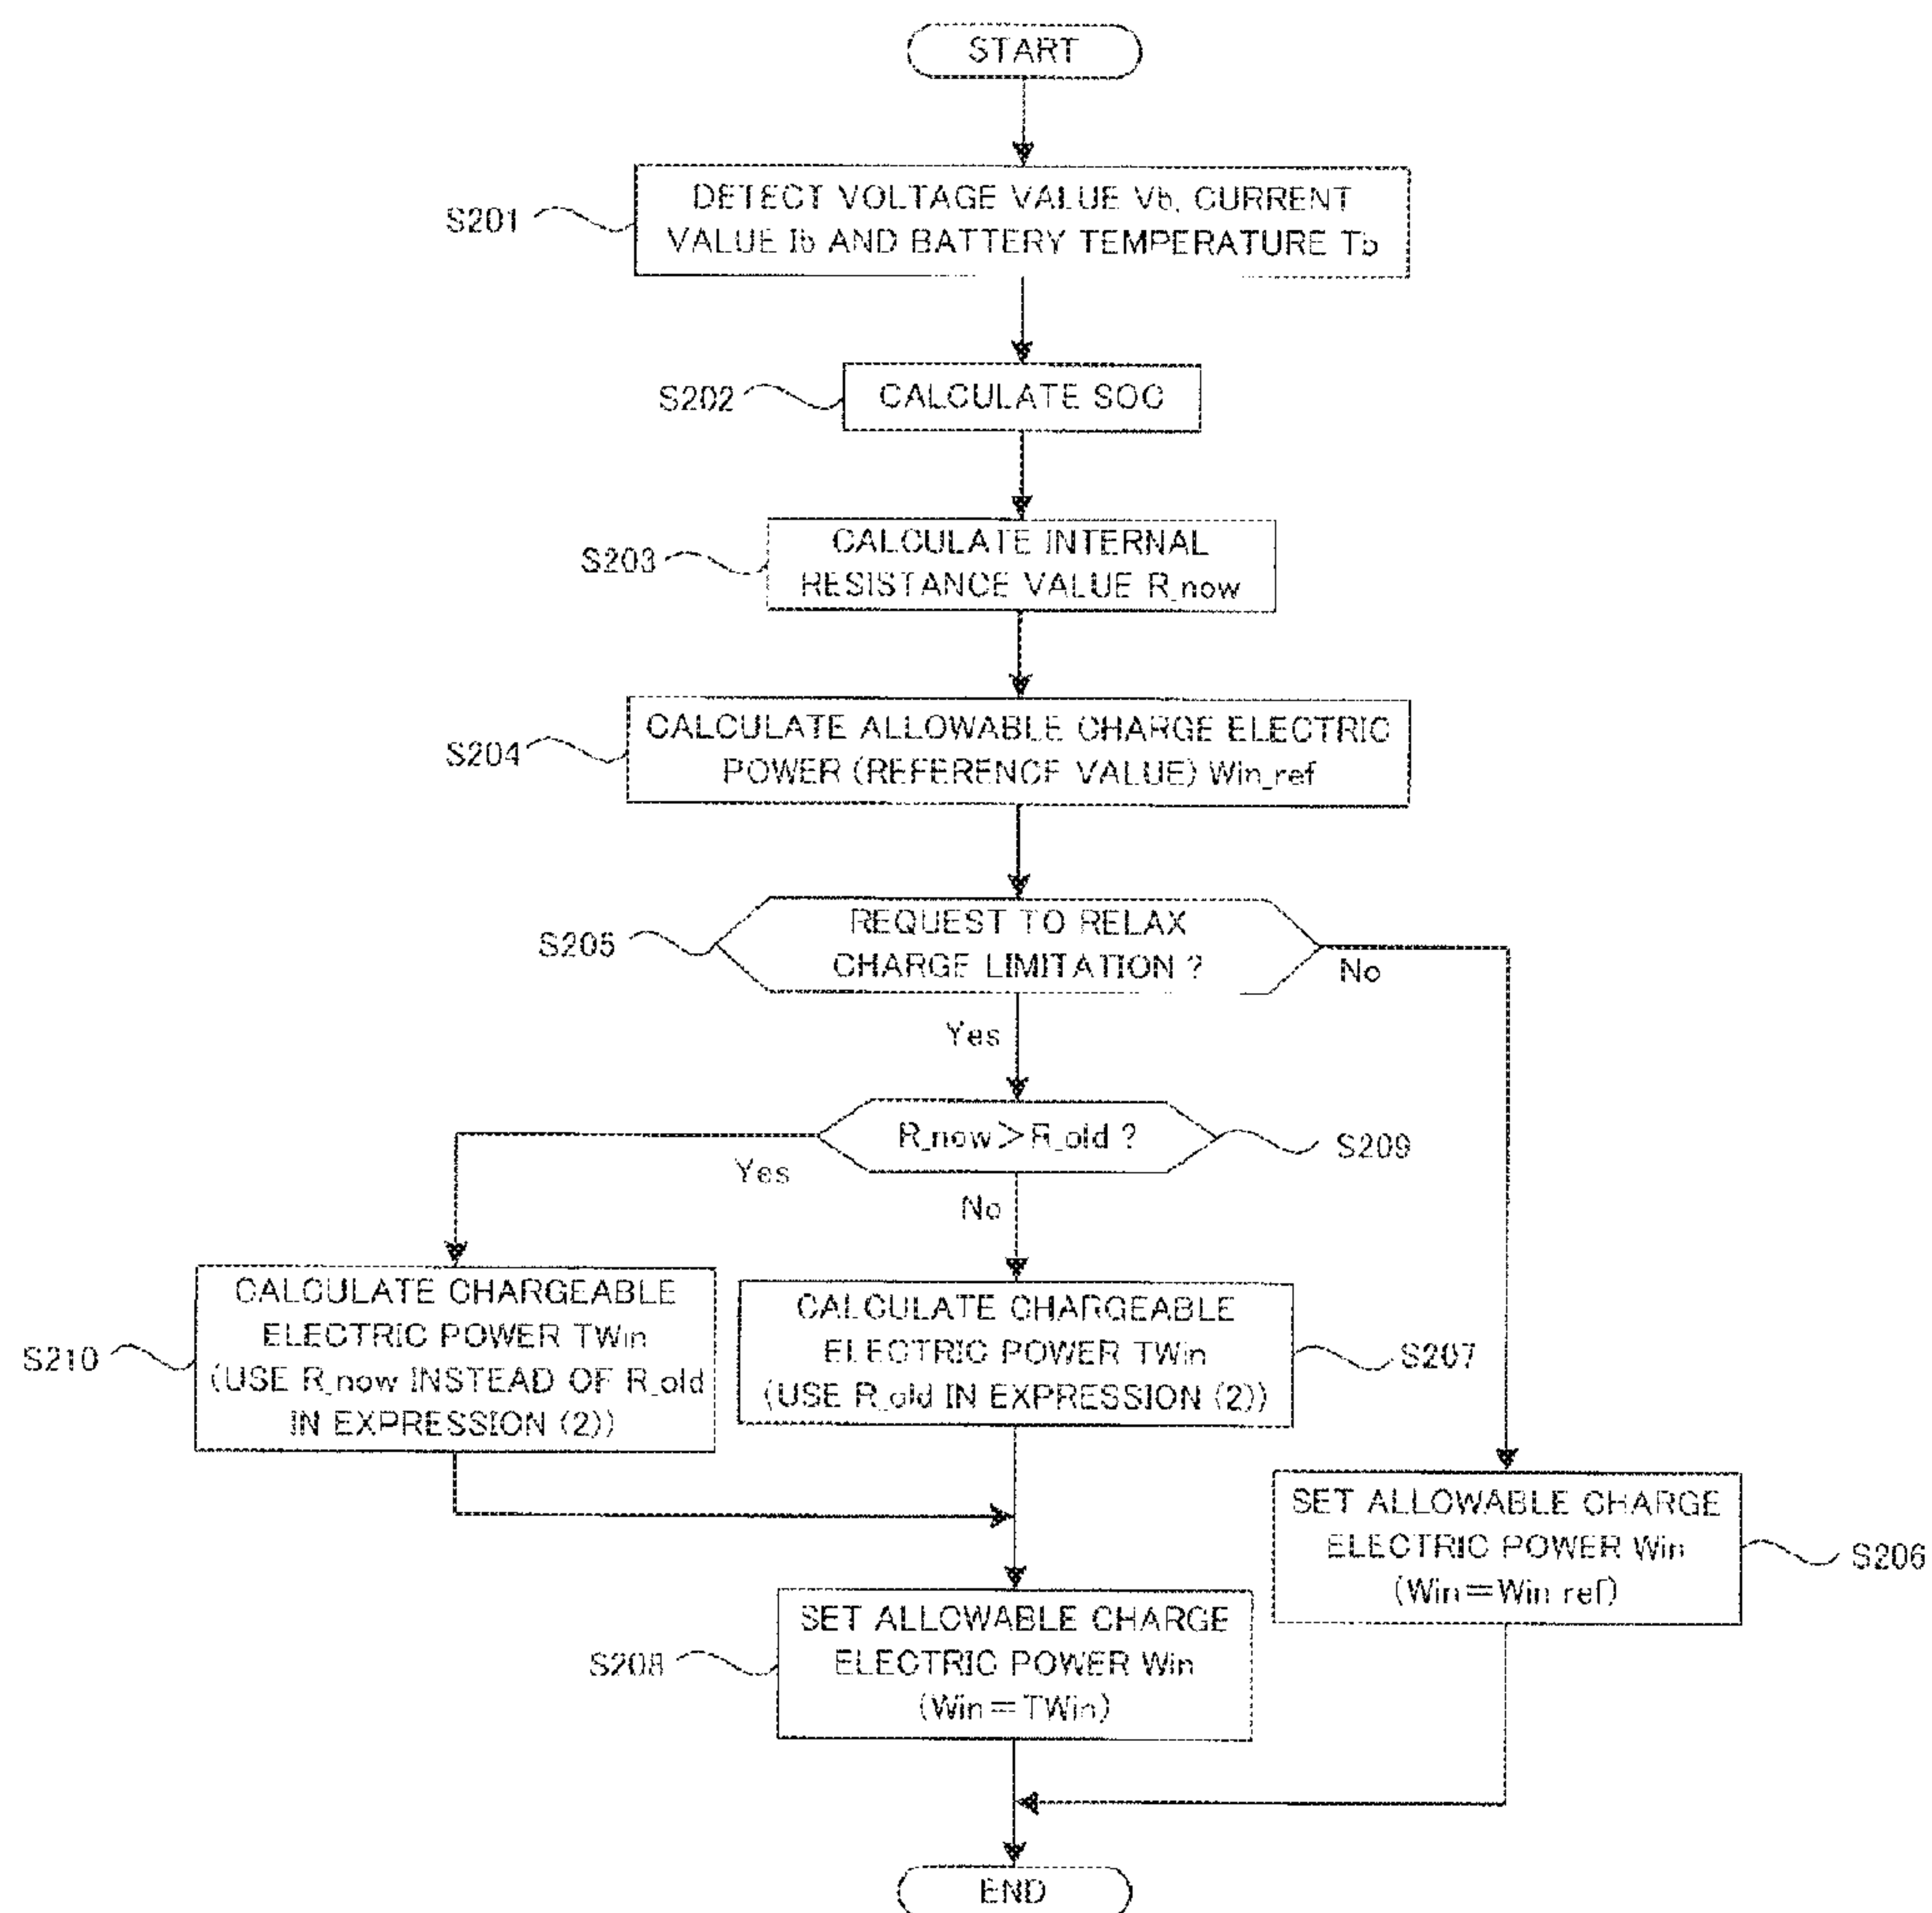 START
S201
DETECT VOLTAGE VALUE Vb, CURRENT
VALUE Ib AND BATTERY TEMPERATURE Tb
S202
CALCULATE SOC
S203
CALCULATE INTERNAL
RESISTANCE VALUE R_now
S204
CALCULATE ALLOWABLE CHARGE ELECTRIC
POWER (REFERENCE VALUE) Win_ref
S205
REQUEST TO RELAX
CHARGE LIMITATION ?
No
Yes
R_now>R_old ?
S209
Yes
No
S210
CALCULATE CHARGEABLE
ELECTRIC POWER TWin
(USE R_now INSTEAD OF R_old
IN EXPRESSION (2))
CALCULATE CHARGEABLE
ELECTRIC POWER TWin
(USE R_old IN EXPRESSION (2))
S207
SET ALLOWABLE CHARGE
ELECTRIC POWER Win
(Win=Win ref)
S206
S208
SET ALLOWABLE CHARGE
ELECTRIC POWER Win
(Win=TWin)
END